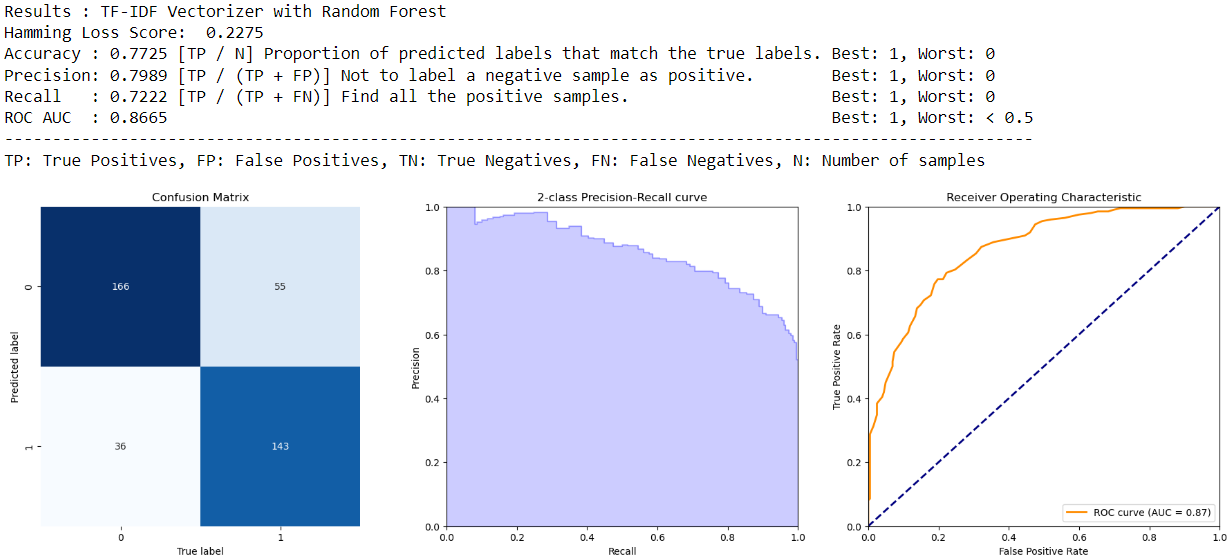 Results : TF-IDF Vectorizer with Random Forest
Hamming Loss Score:  0.2275
Accuracy : 0.7725 [TP / N] Proportion of predicted labels that match the true labels. Best: 1, Worst: 0
Precision: 0.7989 [TP / (TP + FP)] Not to label a negative sample as positive.        Best: 1, Worst: 0
Recall   : 0.7222 [TP / (TP + FN)] Find all the positive samples.                     Best: 1, Worst: 0
ROC AUC  : 0.8665                                                                     Best: 1, Worst: < 0.5
-----------------------------------------------------------------------------------------------------------
TP: True Positives, FP: False Positives, TN: True Negatives, FN: False Negatives, N: Number of samples
Confusion Matrix
0
166
55
Predicted label
1
36
143
0
1
True label
2-class Precision-Recall curve
1.0
0.8
0.6
Precision
0.4
0.2
0.0
0.0
0.2
0.4
0.6
0.8
1.0
Recall
Receiver Operating Characteristic
1.0
0.8
0.6
True Positive Rate
0.4
0.2
0.0
ROC curve (AUC = 0.87)
0.0
0.2
0.4
0.6
0.8
1.0
False Positive Rate